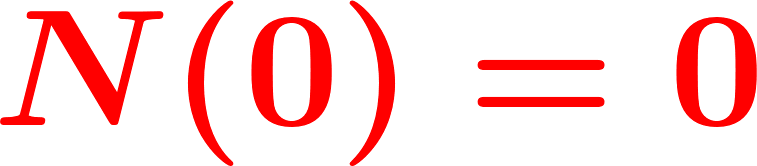 N(0) = 0